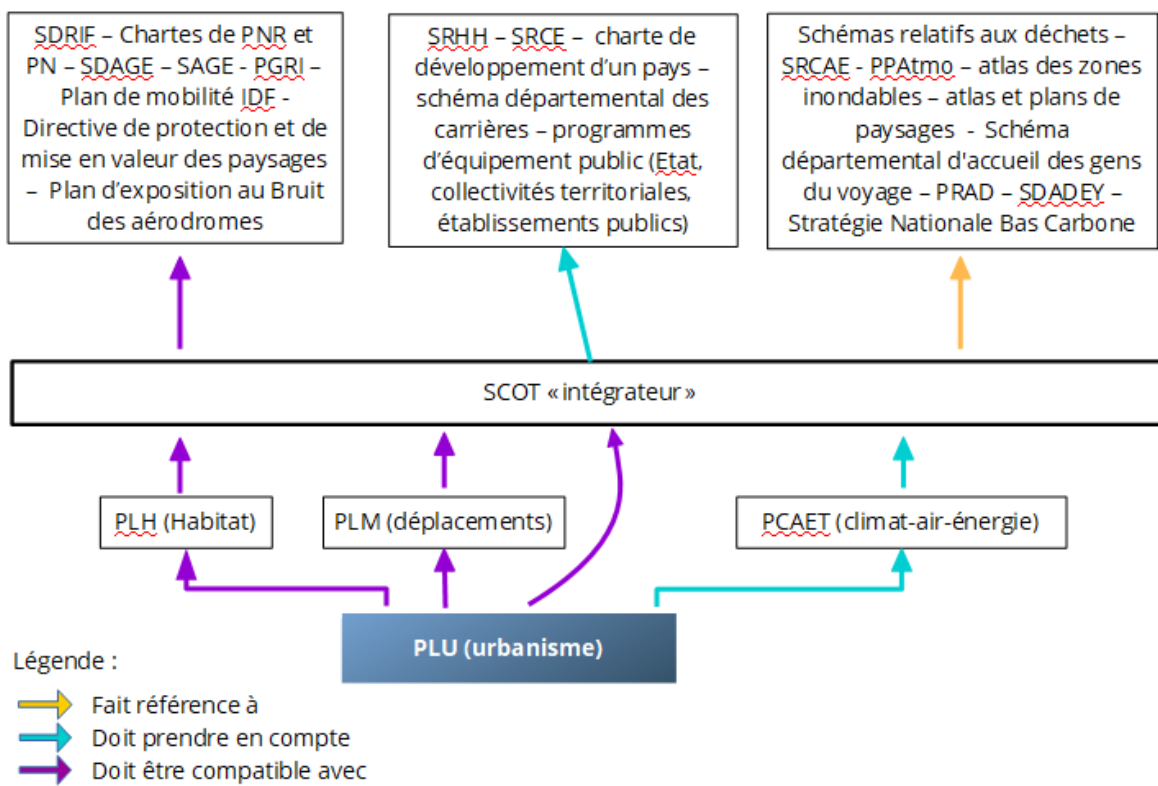 SDRIF – Chartes de PNR et
PN – SDAGE – SAGE - PGRI –
Plan de mobilité IDF -
Directive de protection et de
mise en valeur des paysages
– Plan d’exposition au Bruit
des aérodromes
SRHH – SRCE – charte de
développement d’un pays –
schéma départemental des
carrières – programmes
d’équipement public (Etat,
collectivités territoriales,
établissements publics)
Schémas relatifs aux déchets –
SRCAE - PPAtmo – atlas des zones
inondables – atlas et plans de
paysages - Schéma
départemental d'accueil des gens
du voyage – PRAD – SDADEY –
Stratégie Nationale Bas Carbone
SCOT « intégrateur »
PLH (Habitat)
PLM (déplacements)
PCAET (climat-air-énergie)
PLU (urbanisme)
Légende :
Fait référence à
Doit prendre en compte
Doit être compatible avec